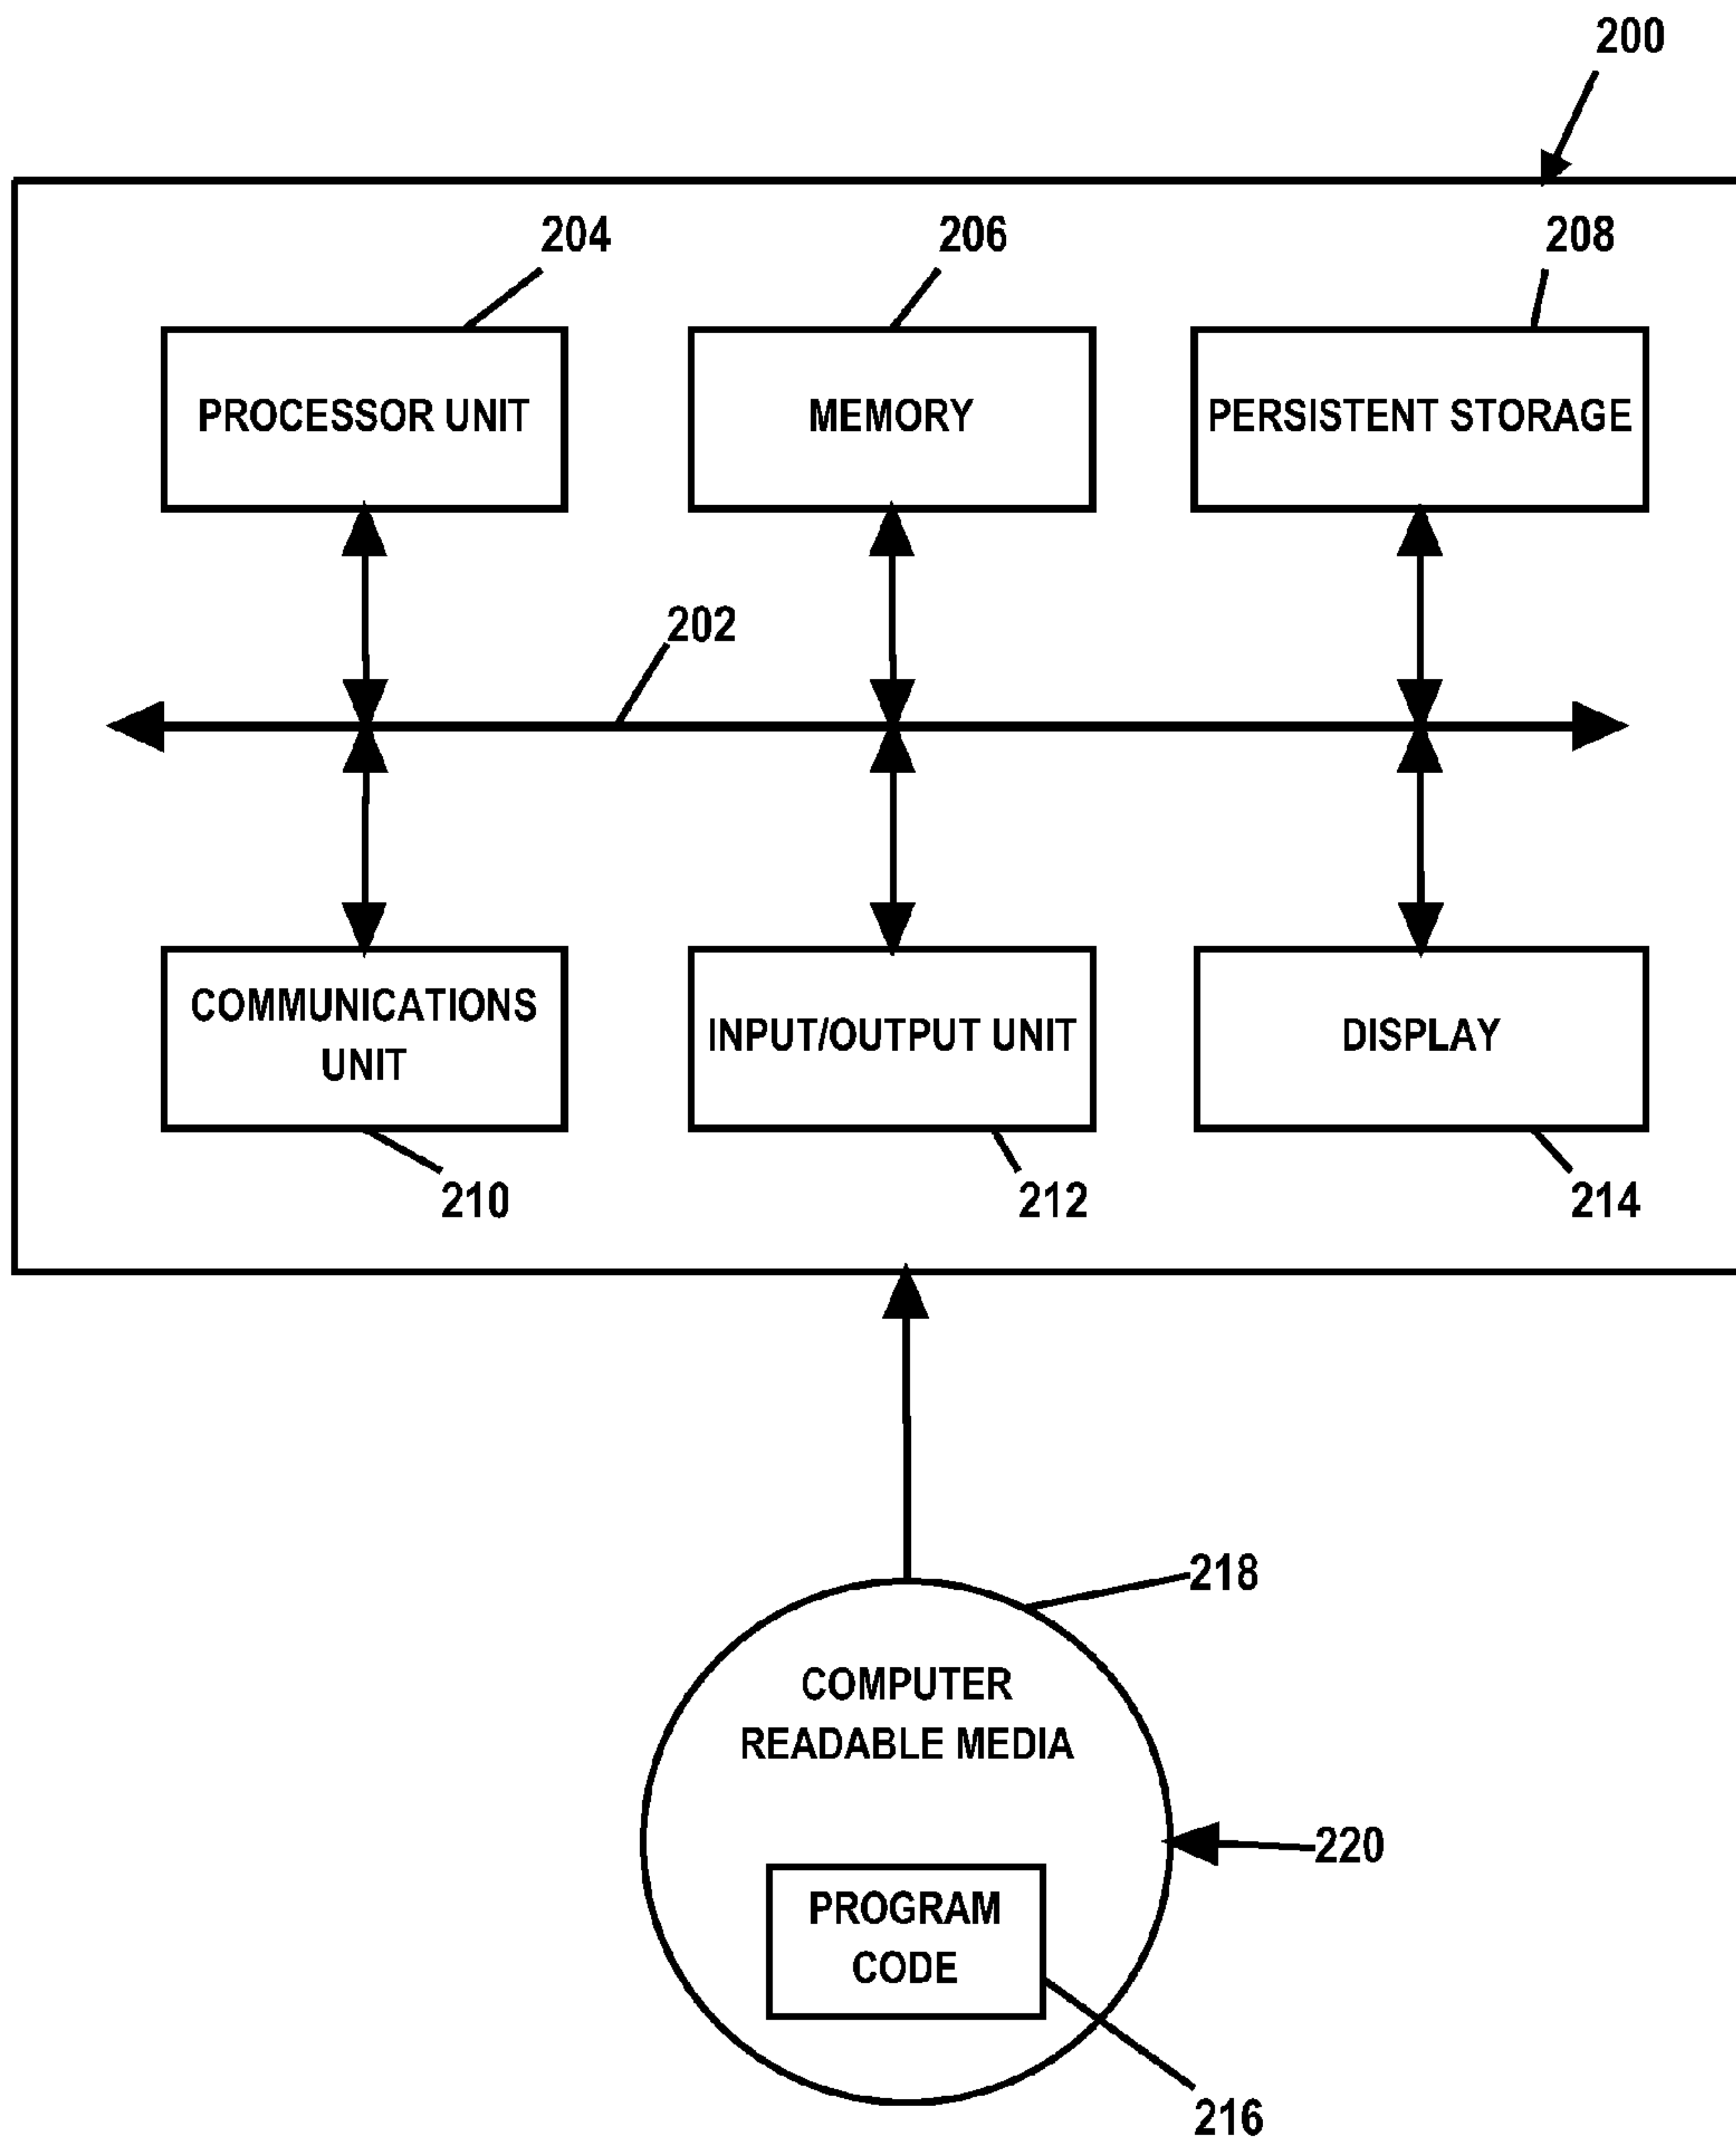 200
204
206
208
PROCESSOR UNIT
MEMORY
PERSISTENT STORAGE
202
COMMUNICATIONS
UNIT
INPUT/OUTPUT UNIT
DISPLAY
210
212
214
218
COMPUTER
READABLE MEDIA
220
PROGRAM
CODE
216